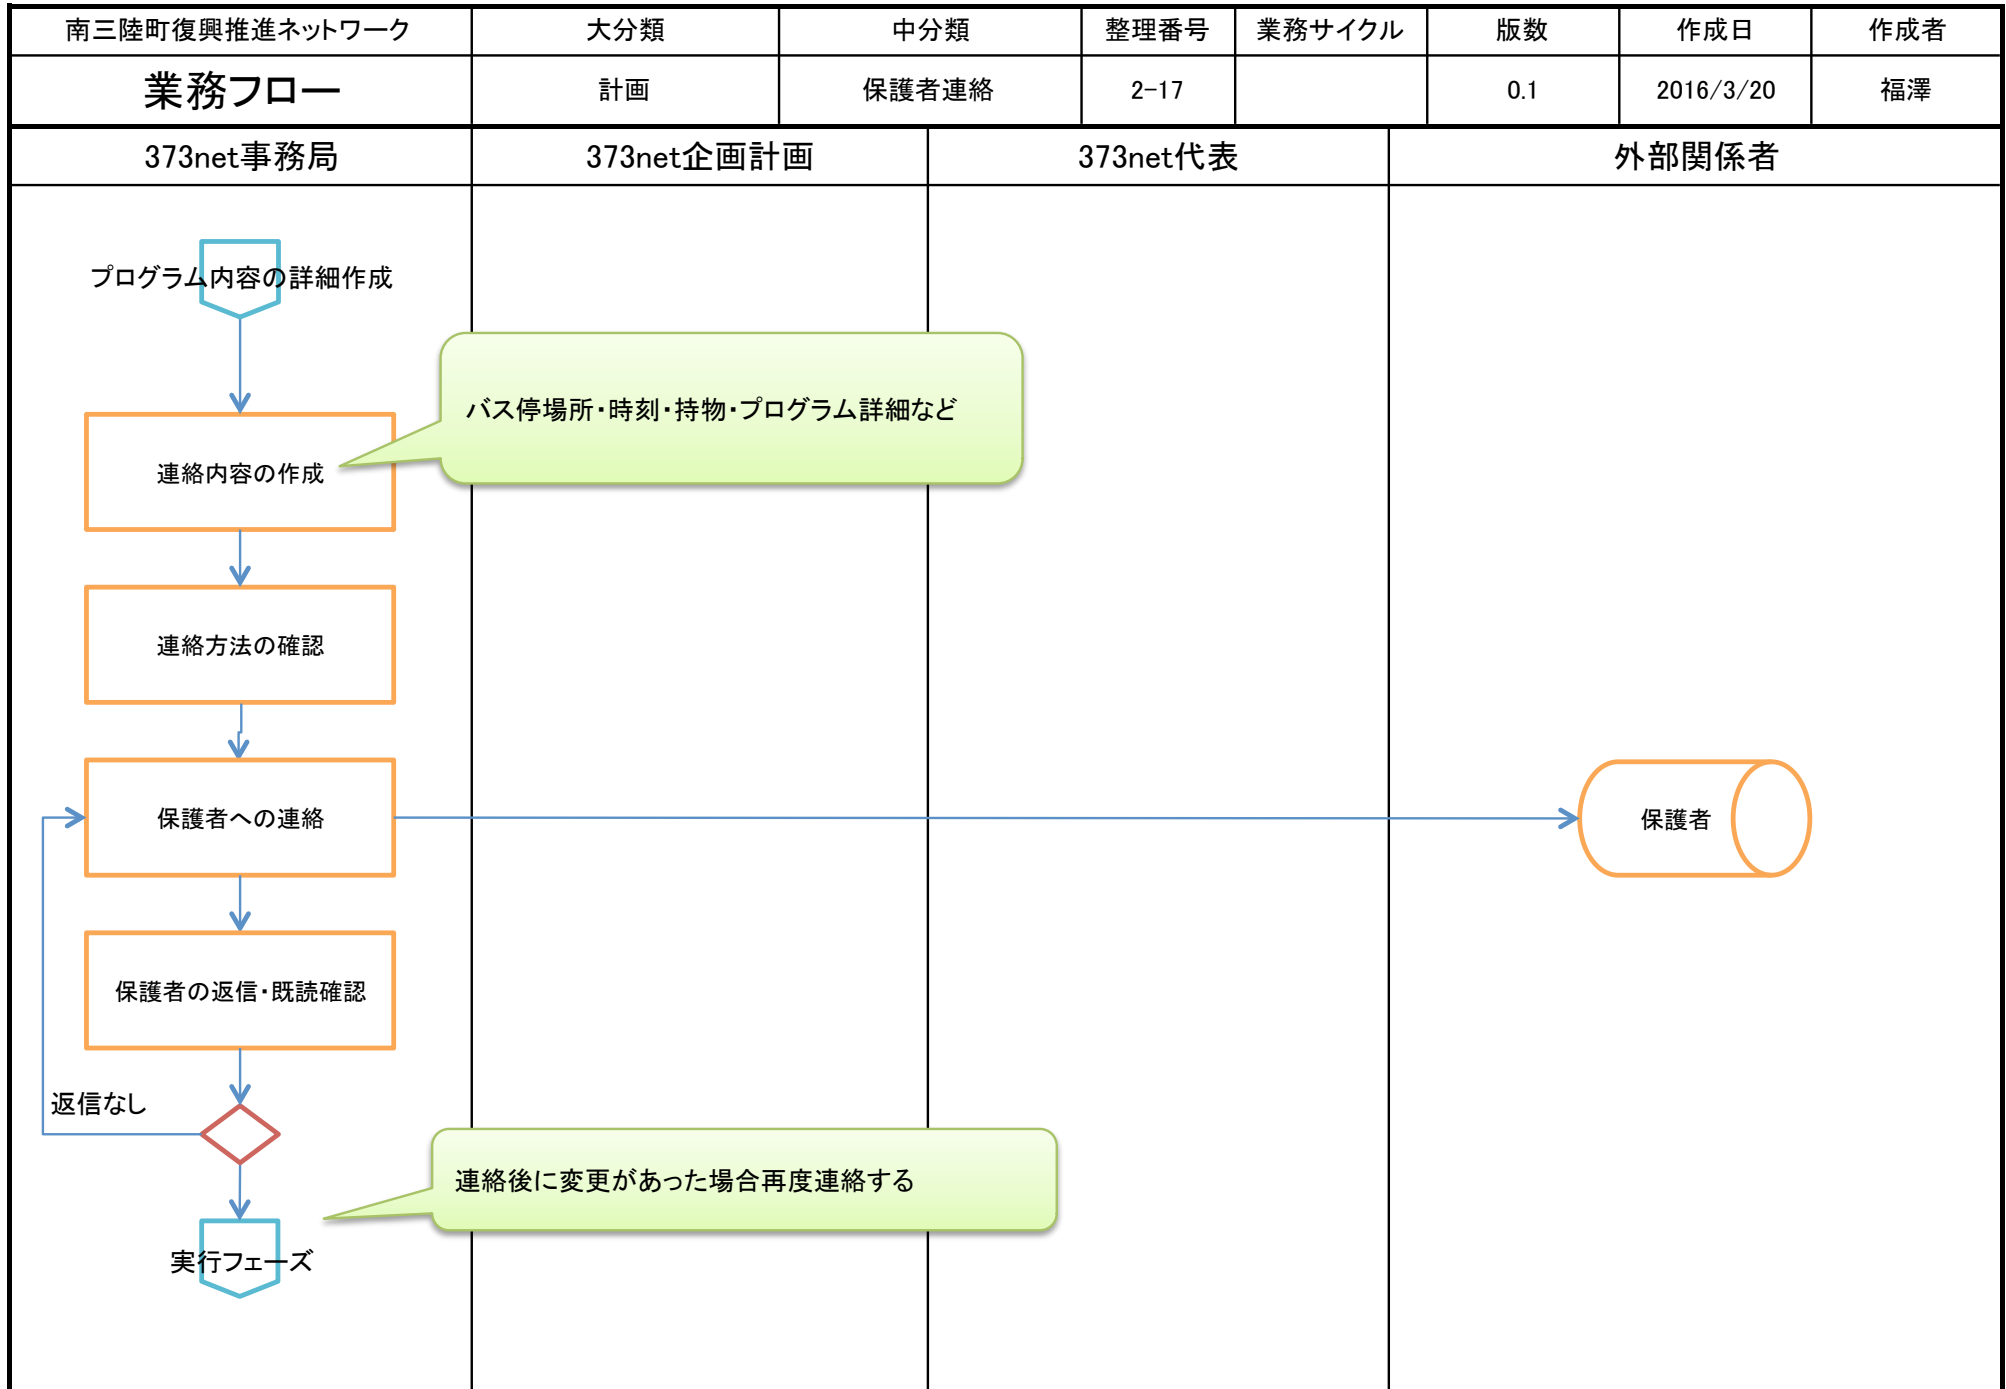 南三陸町復興推進ネットワーク 大分類 中分類 整理番号 業務サイクル 版数 作成日 作成者
業務フロー 計画 保護者連絡 2-17 0.1 2016/3/20 福澤
373net事務局 373net企画計画 373net代表 外部関係者
プログラム内容の詳細作成
バス停場所・時刻・持物・プログラム詳細など
連絡内容の作成
連絡方法の確認
保護者への連絡
保護者
保護者の返信・既読確認
返信なし
連絡後に変更があった場合再度連絡する
実行フェーズ